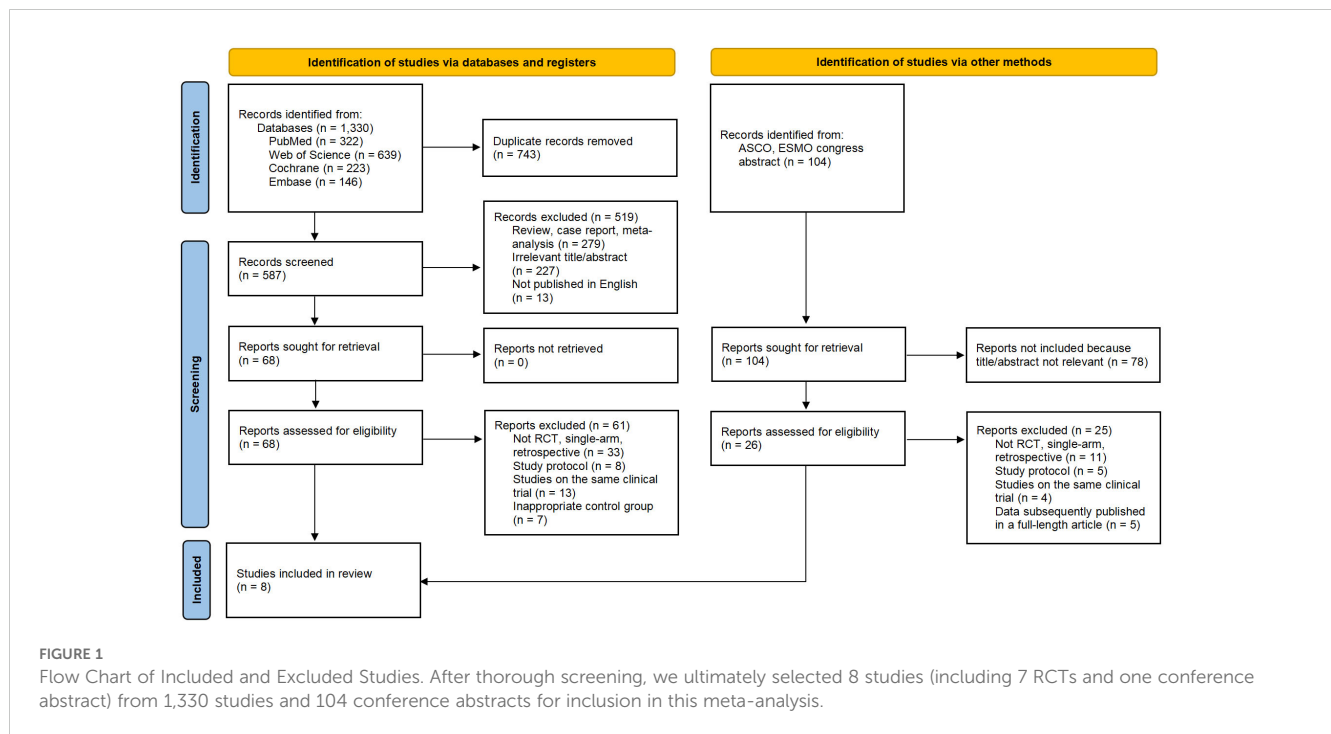 Identification of studies via databases and registers
Identification of studies via other methods
Identification
Records identified from:
Databases (n = 1,330)
PubMed (n = 322)
Web of Science (n = 639)
Cochrane (n = 223)
Embase (n = 146)
Duplicate records removed
(n = 743)
Records identified from:
ASCO, ESMO congress
abstract (n = 104)
Screening
Records screened
(n = 587)
Records excluded (n = 519)
Review, case report, meta-
analysis (n = 279)
Irrelevant title/abstract
(n = 227)
Not published in English
(n = 13)
Reports sought for retrieval
(n = 68)
Reports not retrieved
(n = 0)
Reports sought for retrieval
(n = 104)
Reports not included because
title/abstract not relevant (n = 78)
Reports assessed for eligibility
(n = 68)
Reports excluded (n = 61)
Not RCT, single-arm,
retrospective (n = 33)
Study protocol (n = 8)
Studies on the same clinical
trial (n = 13)
Inappropriate control group
(n = 7)
Reports assessed for eligibility
(n = 26)
Reports excluded (n = 25)
Not RCT, single-arm,
retrospective (n = 11)
Study protocol (n = 5)
Studies on the same clinical
trial (n = 4)
Data subsequently published
in a full-length article (n = 5)
Included
Studies included in review
(n = 8)
FIGURE 1
Flow Chart of Included and Excluded Studies. After thorough screening, we ultimately selected 8 studies (including 7 RCTs and one conference
abstract) from 1,330 studies and 104 conference abstracts for inclusion in this meta-analysis.